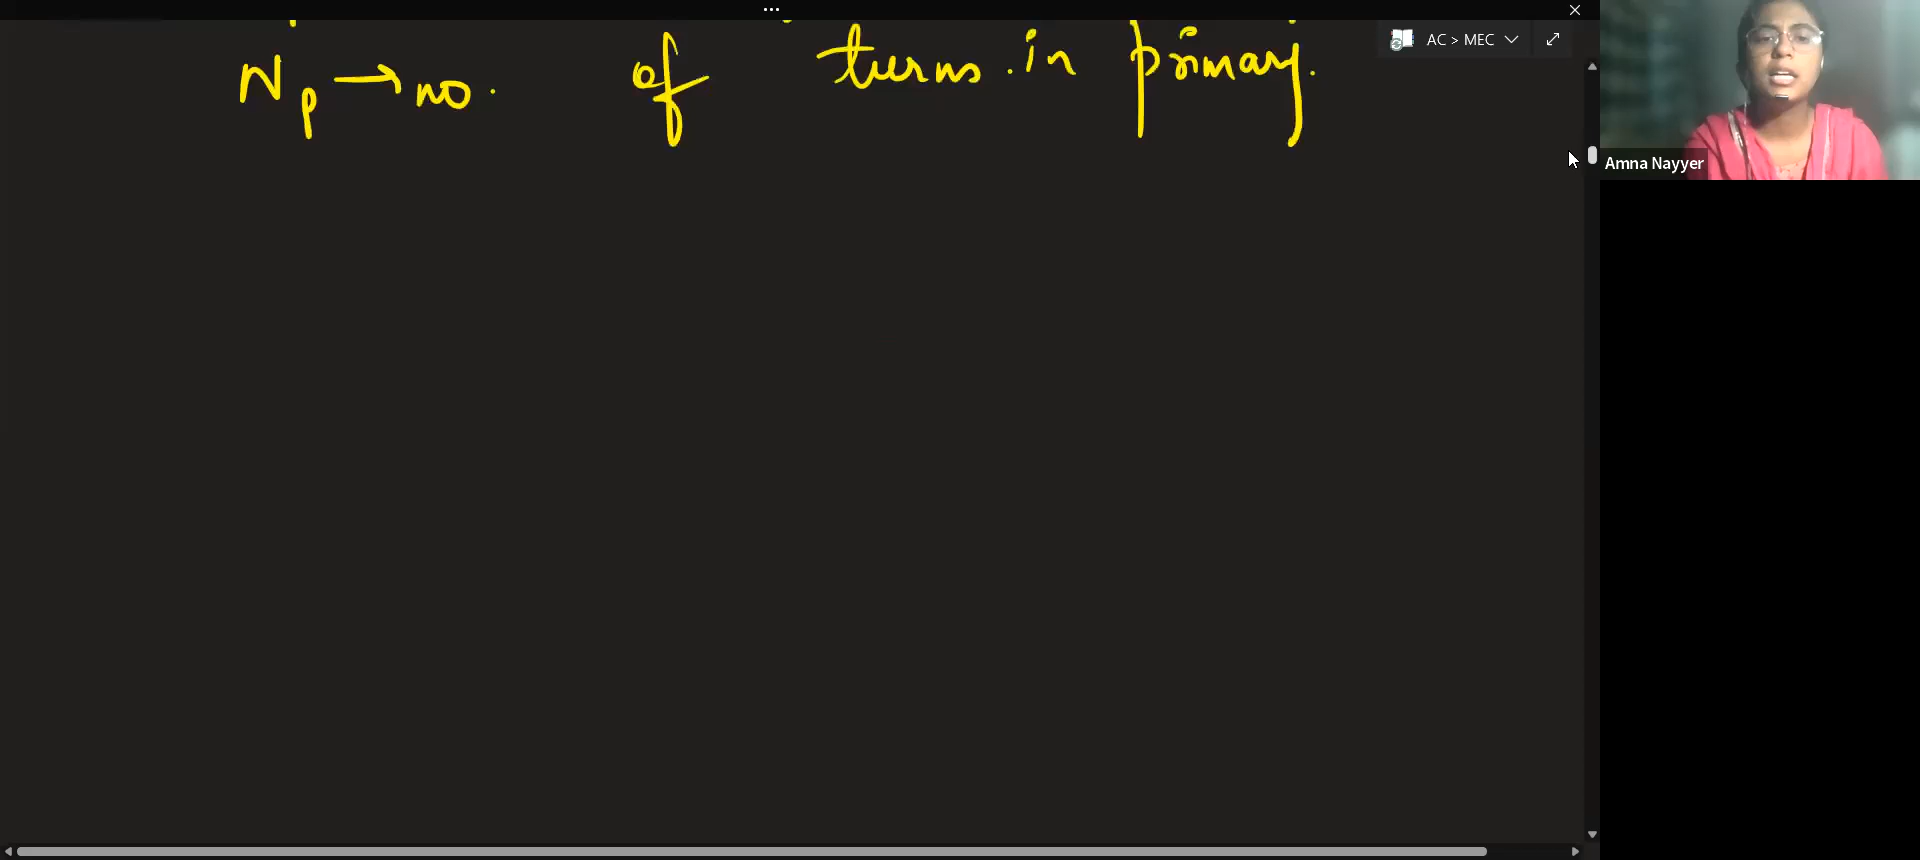 Np → no. of turns in primary.
AC > MEC
Amna Nayyer